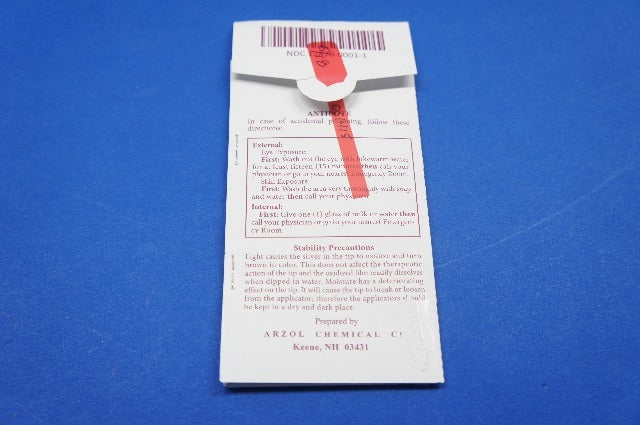 NDC 0001-1
ANTIDOTE
In case of accidental poisoning, follow these
directions:
External:
Eye Exposure
First: Wash out the eye with lukewarm water
for at least fifteen (15) minutes then call your
physician or go to your nearest Emergency Room.
Skin Exposure
First: Wash the area very thoroughly with soap
and water then call your physician
Internal:
First: Give one (1) glass of milk or water then
call your physician or go to your nearest Emergen-
cy Room
Stability Precautions
Light causes the silver in the tip to oxidize and turn
brown in color. This does not affect the therapeutic
action of the tip and the oxidized film readily dissolves
when dipped in water. Moisture has a deteriorating
effect on the tip. It will cause the tip to break or loosen
from the applicator; therefore the applicators should
be kept in a dry and dark place.
Prepared by
ARZOL CHEMICAL
Keene, NH 03431